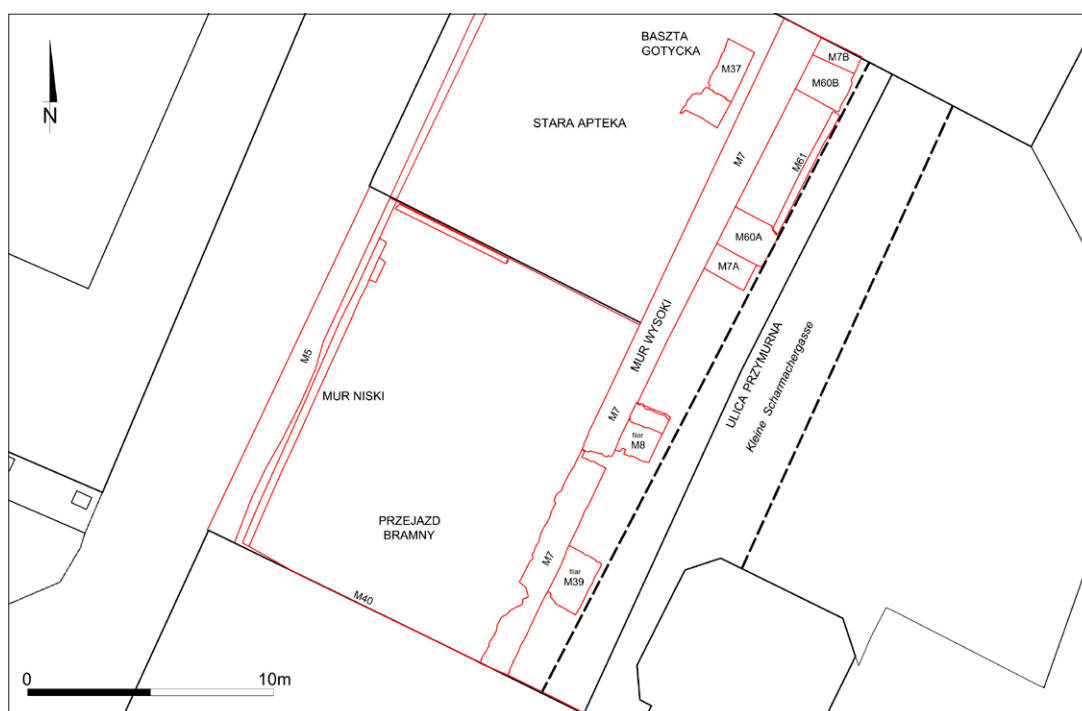 BASZTA
GOTYCKA
M7B
M37
M60B
N
STARA APTEKA
M7
M61
M60A
M7A
MUR WYSOKI
ULICA PRZYMURNA
Kleine Scharmachergasse
M5
MUR NISKI
M7
filar
M8
PRZEJAZD
BRAMNY
M7
filar
M39
M40
0
10m